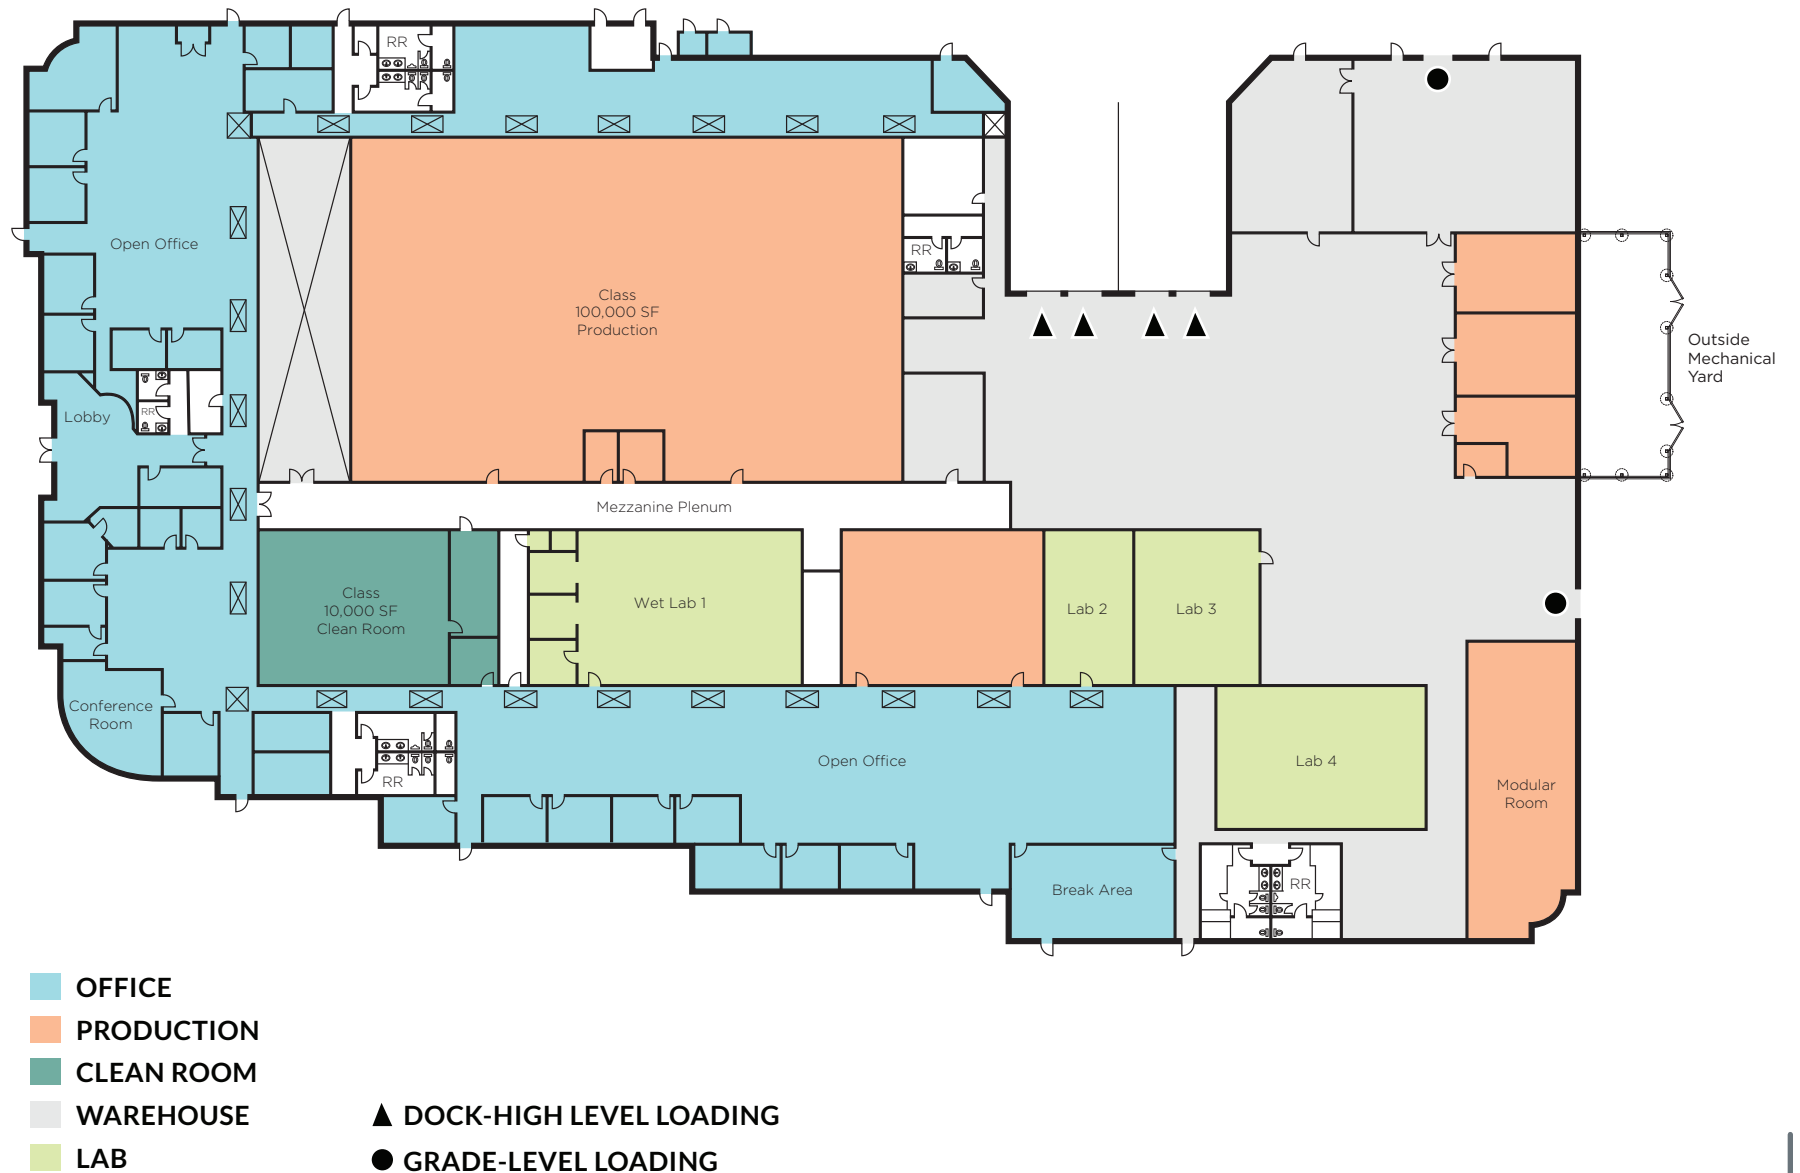 RR
Open Office
Class
100,000 SF
Production
RR
Outside
Mechanical
Yard
Lobby
RR
Mezzanine Plenum
Class
10,000 SF
Clean Room
Wet Lab 1
Lab 2
Lab 3
Conference
Room
Open Office
Lab 4
RR
Modular
Room
Break Area
RR
OFFICE
PRODUCTION
CLEAN ROOM
WAREHOUSE
DOCK-HIGH LEVEL LOADING
LAB
GRADE-LEVEL LOADING